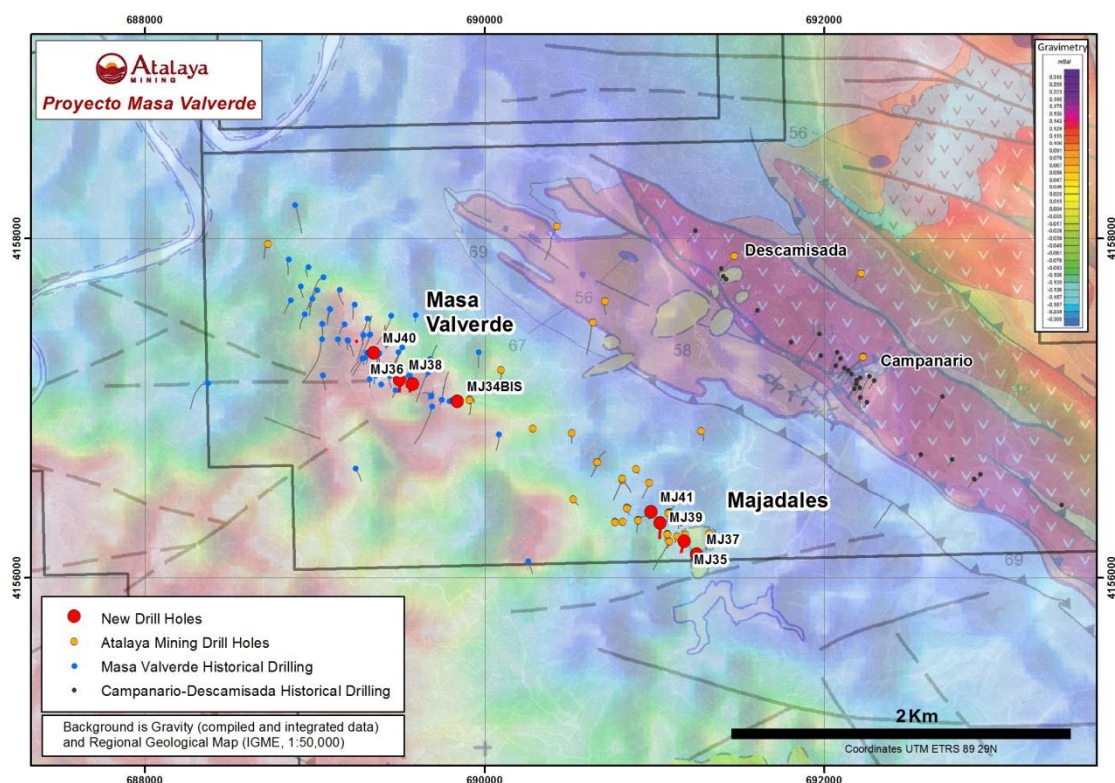 688000
690000
692000
Atalaya
MINING
Proyecto Masa Valverde
Gravimetry
mGal
56
4158000
4158000
69
Descamisada
56
Masa
Valverde
67
58
MJ40
Campanario
MJ36
MJ38
MJ34BIS
MJ41
Majadales
MJ39
MJ37
MJ35
69
4156000
4156000
New Drill Holes
Atalaya Mining Drill Holes
Masa Valverde Historical Drilling
Campanario-Descamisada Historical Drilling
Background is Gravity (compiled and integrated data)
and Regional Geological Map (IGME, 1:50,000)
2Km
Coordinates UTM ETRS 89 29N
688000
690000
692000